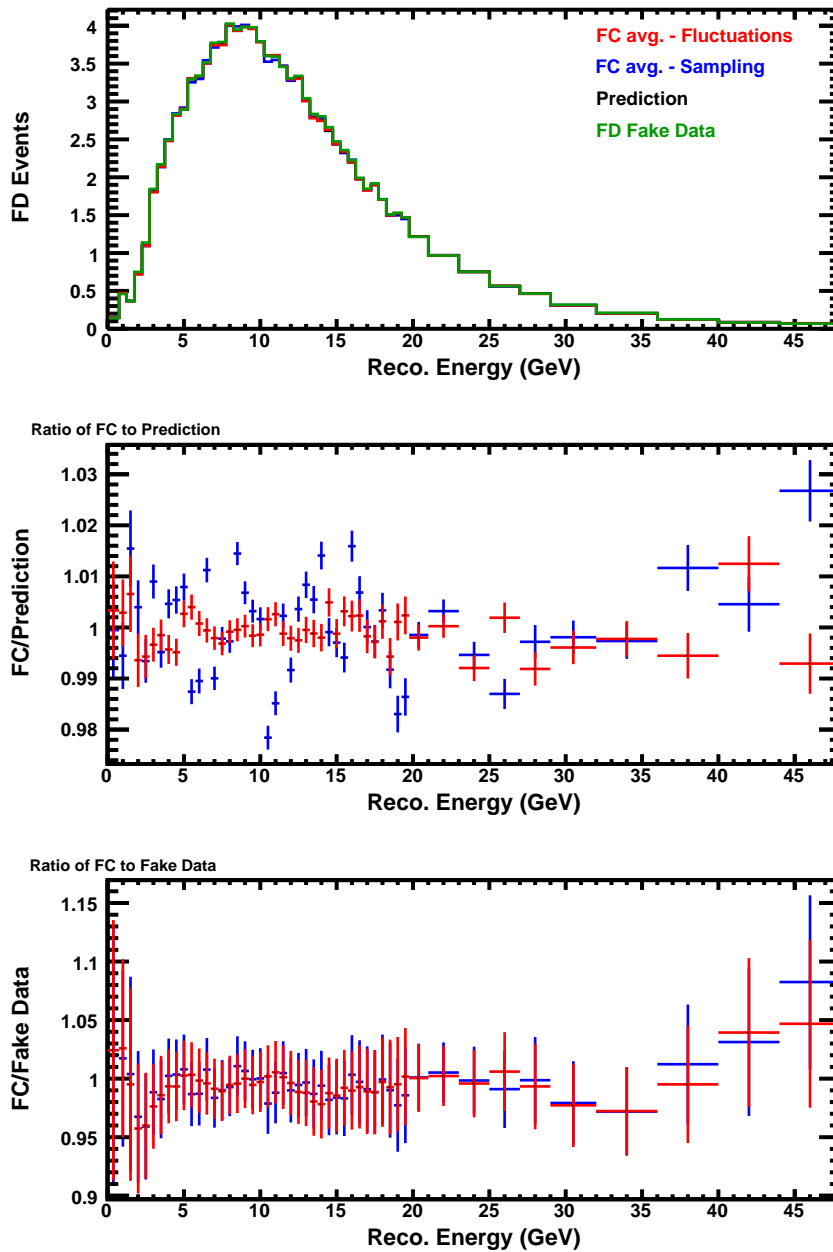 4
3.5
3
2.5
2
1.5
1
0.5
0
FD Events
FC avg. - Fluctuations
FC avg. - Sampling
Prediction
FD Fake Data
0 5 10 15 20 25 30 35 40 45
Reco. Energy (GeV)
Ratio of FC to Prediction
1.03
1.02
1.01
1
0.99
0.98
FC/Prediction
0 5 10 15 20 25 30 35 40 45
Reco. Energy (GeV)
Ratio of FC to Fake Data
1.15
1.1
1.05
1
0.95
0.9
FC/Fake Data
0 5 10 15 20 25 30 35 40 45
Reco. Energy (GeV)